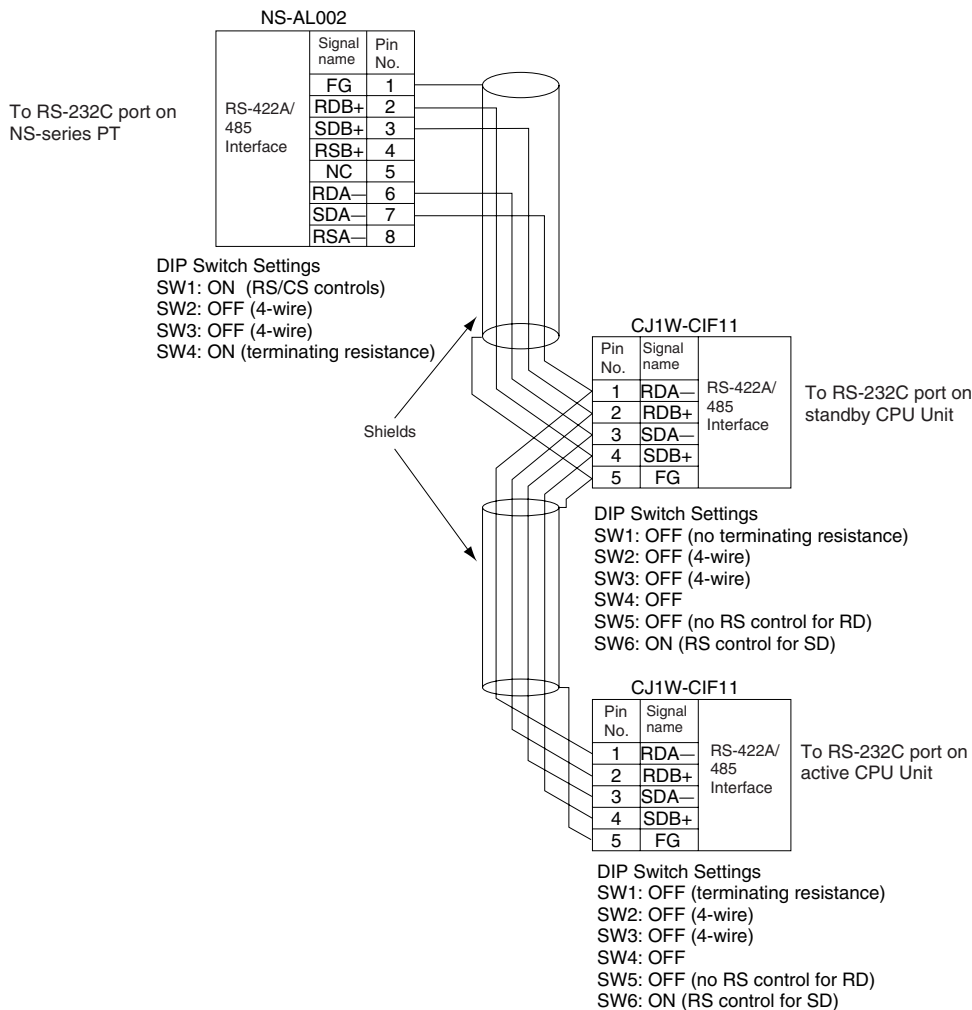 NS-AL002
Signal name
Pin No.
FG 1
RDB+ 2
SDB+ 3
RSB+ 4
NC 5
RDA— 6
SDA— 7
RSA— 8
RS-422A/
485
Interface
To RS-232C port on
NS-series PT
DIP Switch Settings
SW1: ON (RS/CS controls)
SW2: OFF (4-wire)
SW3: OFF (4-wire)
SW4: ON (terminating resistance)
Shields
CJ1W-CIF11
Pin No.
Signal name
1 RDA—
2 RDB+
3 SDA—
4 SDB+
5 FG
RS-422A/
485
Interface
To RS-232C port on
standby CPU Unit
DIP Switch Settings
SW1: OFF (no terminating resistance)
SW2: OFF (4-wire)
SW3: OFF (4-wire)
SW4: OFF
SW5: OFF (no RS control for RD)
SW6: ON (RS control for SD)
CJ1W-CIF11
Pin No.
Signal name
1 RDA—
2 RDB+
3 SDA—
4 SDB+
5 FG
RS-422A/
485
Interface
To RS-232C port on
active CPU Unit
DIP Switch Settings
SW1: OFF (terminating resistance)
SW2: OFF (4-wire)
SW3: OFF (4-wire)
SW4: OFF
SW5: OFF (no RS control for RD)
SW6: ON (RS control for SD)